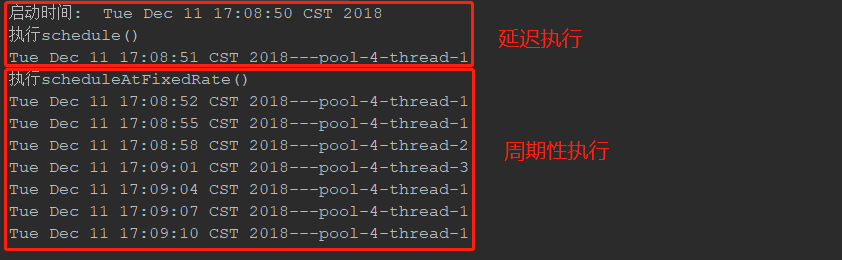 启动时间:  Tue Dec 11 17:08:50 CST 2018
执行schedule()
延迟执行
Tue Dec 11 17:08:51 CST 2018---pool-4-thread-1
执行scheduleAtFixedRate()
Tue Dec 11 17:08:52 CST 2018---pool-4-thread-1
Tue Dec 11 17:08:55 CST 2018---pool-4-thread-1
Tue Dec 11 17:08:58 CST 2018---pool-4-thread-2
周期性执行
Tue Dec 11 17:09:01 CST 2018---pool-4-thread-3
Tue Dec 11 17:09:04 CST 2018---pool-4-thread-1
Tue Dec 11 17:09:07 CST 2018---pool-4-thread-1
Tue Dec 11 17:09:10 CST 2018---pool-4-thread-1